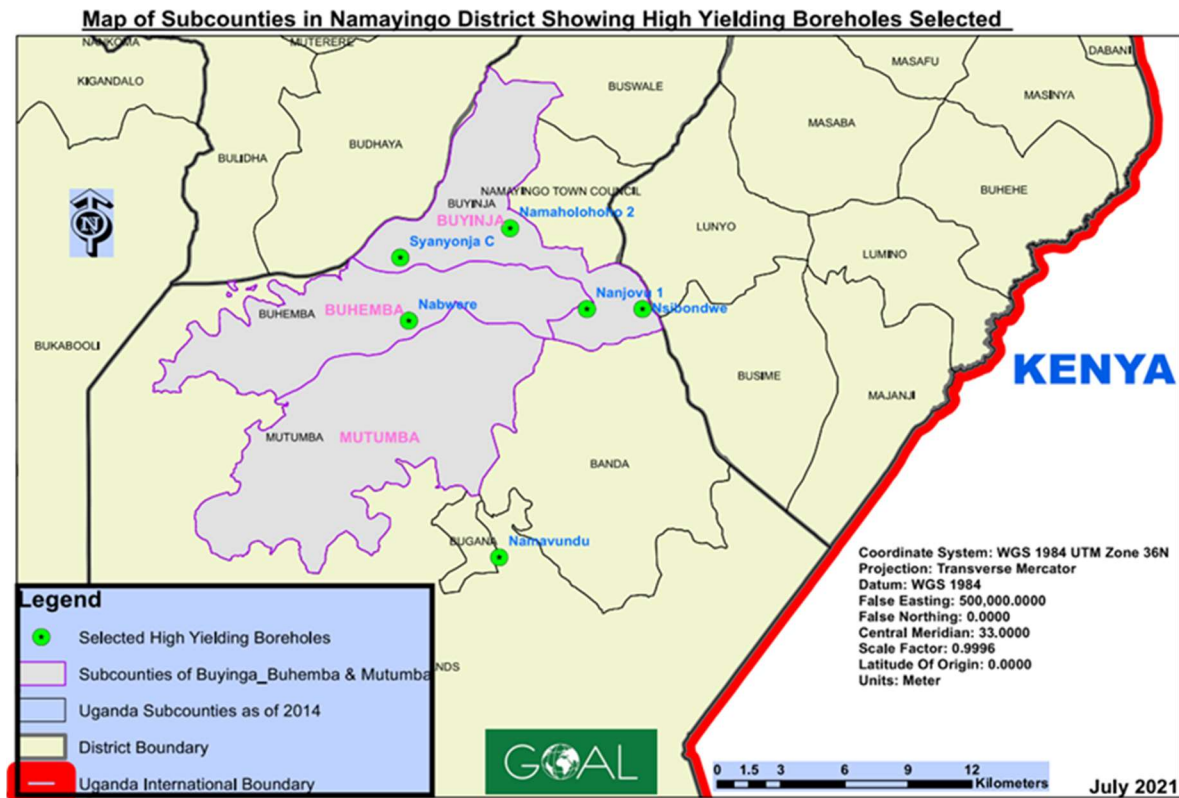 Map of Subcounties in Namayingo District Showing High Yielding Boreholes Selected
NANKOMA
MUTERERE
DABANI
MASAFU
KIGANDALO
BUSWALE
MASINYA
MASABA
BUDHAYA
BULIDHA
BUHEHE
NAMAYINGO TOWN COUNCIL
BUYINJA
BUYINJA
Namaholohoho 2
N
LUNYO
Syanyonja C
LUMINO
Nanjovu 1
BUHEMBA
BUHEMBA
Nabwere
Nsibondwe
BUKABOOLI
KENYA
BUSIME
MAJANJI
MUTUMBA
MUTUMBA
BANDA
BUGANA
Namavundu
Coordinate System: WGS 1984 UTM Zone 36N
Projection: Transverse Mercator
Datum: WGS 1984
False Easting: 500,000.0000
False Northing: 0.0000
Central Meridian: 33.0000
Scale Factor: 0.9996
Latitude Of Origin: 0.0000
Units: Meter
Legend
Selected High Yielding Boreholes
Subcounties of Buyinga_Buhemba & Mutumba
NDS
Uganda Subcounties as of 2014
District Boundary
Uganda International Boundary
GOAL
0 1.5 3 6 9 12
Kilometers
July 2021